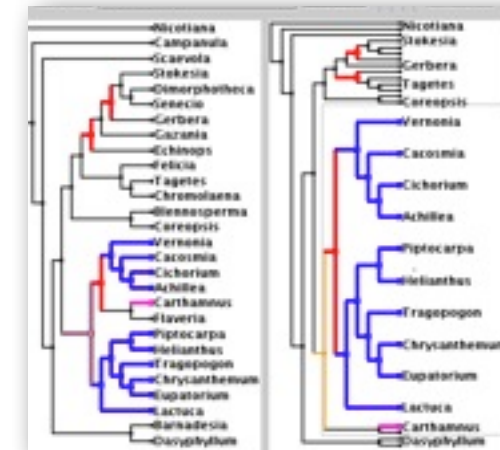 Nicotiana
Campanula
Scaevola
Stokesia
Dimorphotheca
Senecio
Gerbera
Gazania
Echinops
Felicia
Tagetes
Chromolaena
Blennosperma
Coreopsis
Vernonia
Cacosmia
Cichorium
Achillea
Carthamnus
Flaveria
Piptocarpa
Helianthus
Tragopogon
Chrysanthemum
Eupatorium
Lactuca
Barnadesia
Dasyphyllum
Nicotiana
Stokesia
Gerbera
Tagetes
Coreopsis
Vernonia
Cacosmia
Cichorium
Achillea
Piptocarpa
Helianthus
Tragopogon
Chrysanthemum
Eupatorium
Lactuca
Carthamnus
Dasyphyllum